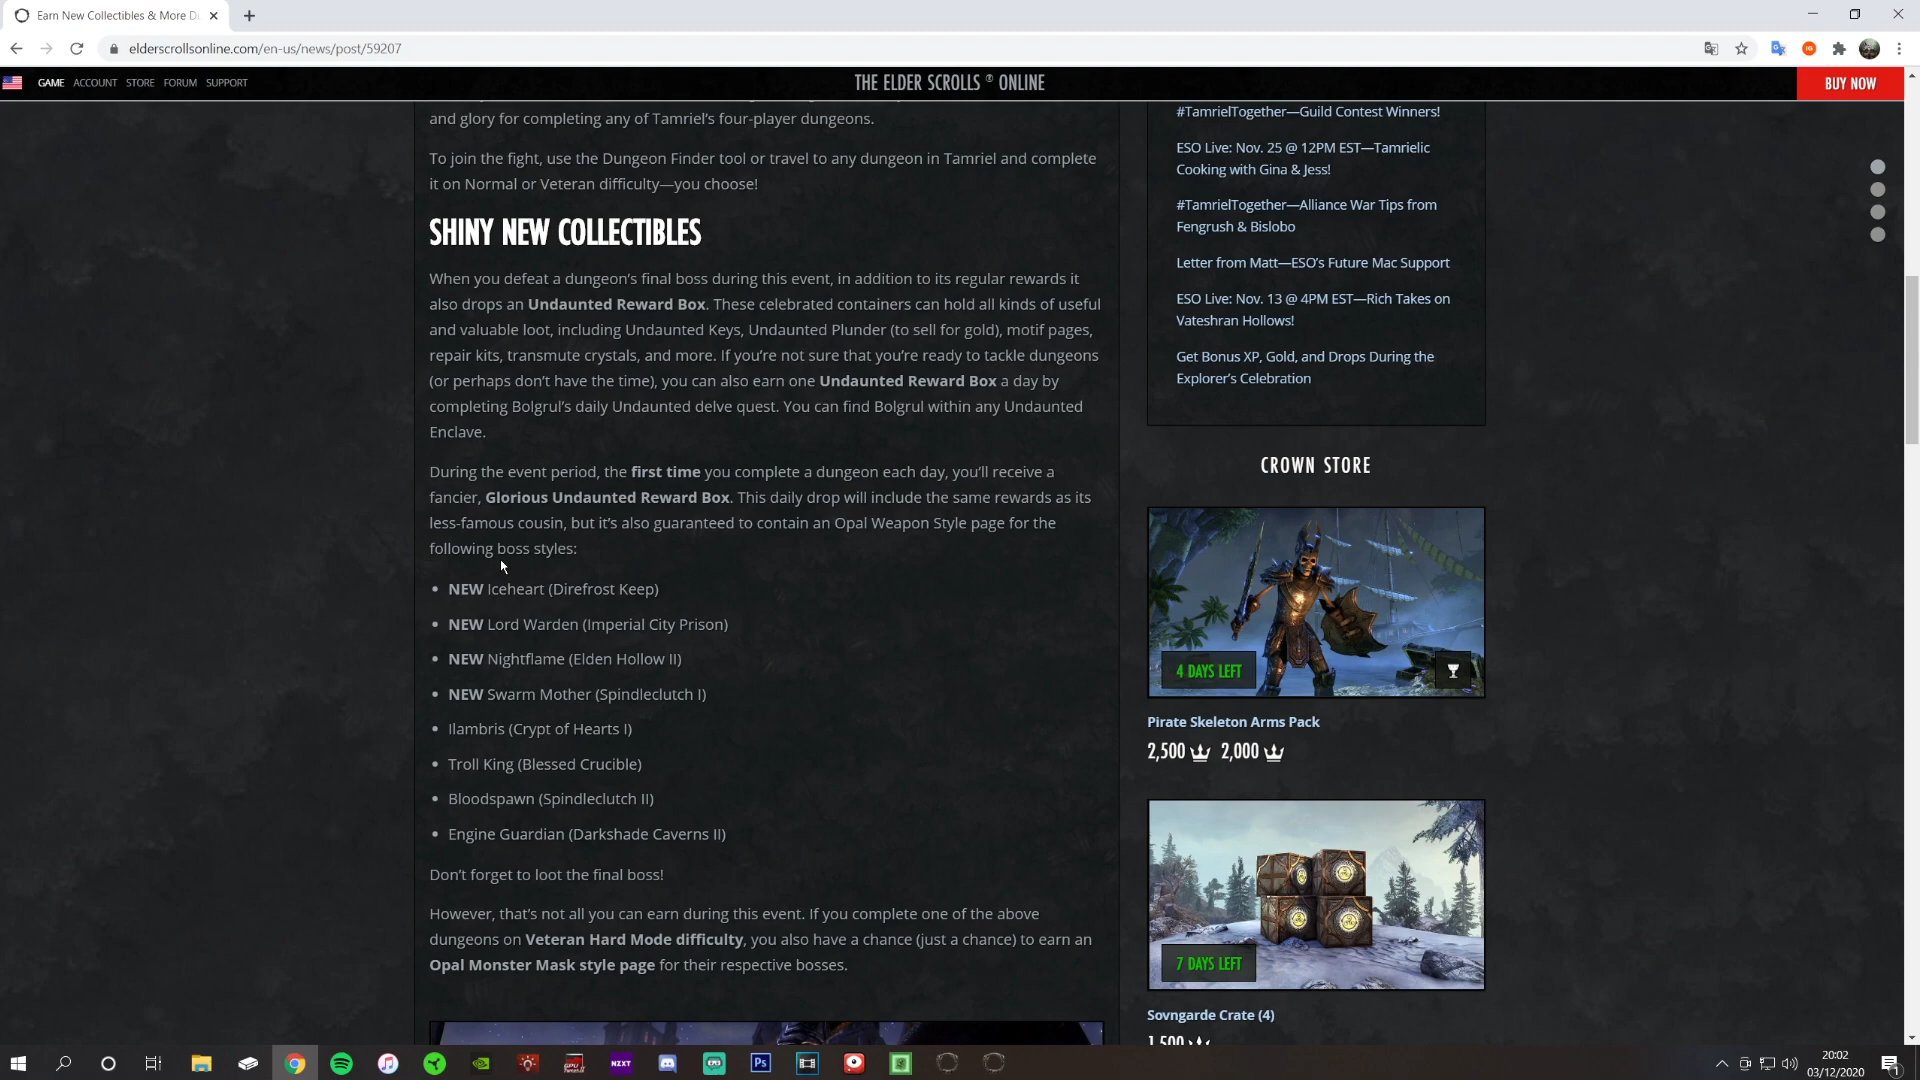 Earn New Collectibles & More D
elderscrollsonline.com/en-us/news/post/59207
GAME ACCOUNT STORE FORUM SUPPORT
THE ELDER SCROLLS ® ONLINE
BUY NOW
and glory for completing any of Tamriel's four-player dungeons.
To join the fight, use the Dungeon Finder tool or travel to any dungeon in Tamriel and complete
it on Normal or Veteran difficulty—you choose!
SHINY NEW COLLECTIBLES
When you defeat a dungeon's final boss during this event, in addition to its regular rewards it
also drops an Undaunted Reward Box. These celebrated containers can hold all kinds of useful
and valuable loot, including Undaunted Keys, Undaunted Plunder (to sell for gold), motif pages,
repair kits, transmute crystals, and more. If you're not sure that you're ready to tackle dungeons
(or perhaps don't have the time), you can also earn one Undaunted Reward Box a day by
completing Bolgrul's daily Undaunted delve quest. You can find Bolgrul within any Undaunted
Enclave.
During the event period, the first time you complete a dungeon each day, you'll receive a
fancier, Glorious Undaunted Reward Box. This daily drop will include the same rewards as its
less-famous cousin, but it's also guaranteed to contain an Opal Weapon Style page for the
following boss styles:
• NEW Iceheart (Direfrost Keep)
• NEW Lord Warden (Imperial City Prison)
• NEW Nightflame (Elden Hollow II)
• NEW Swarm Mother (Spindleclutch I)
• Ilambris (Crypt of Hearts I)
• Troll King (Blessed Crucible)
• Bloodspawn (Spindleclutch II)
• Engine Guardian (Darkshade Caverns II)
Don't forget to loot the final boss!
However, that's not all you can earn during this event. If you complete one of the above
dungeons on Veteran Hard Mode difficulty, you also have a chance (just a chance) to earn an
Opal Monster Mask style page for their respective bosses.
#TamrielTogether—Guild Contest Winners!
ESO Live: Nov. 25 @ 12PM EST—Tamrielic
Cooking with Gina & Jess!
#TamrielTogether—Alliance War Tips from
Fengrush & Bislobo
Letter from Matt—ESO's Future Mac Support
ESO Live: Nov. 13 @ 4PM EST—Rich Takes on
Vateshran Hollows!
Get Bonus XP, Gold, and Drops During the
Explorer's Celebration
CROWN STORE
4 DAYS LEFT
Pirate Skeleton Arms Pack
2,500 2,000
7 DAYS LEFT
Sovngarde Crate (4)
1,500
NZXT
Ps
20:02
03/12/2020
1